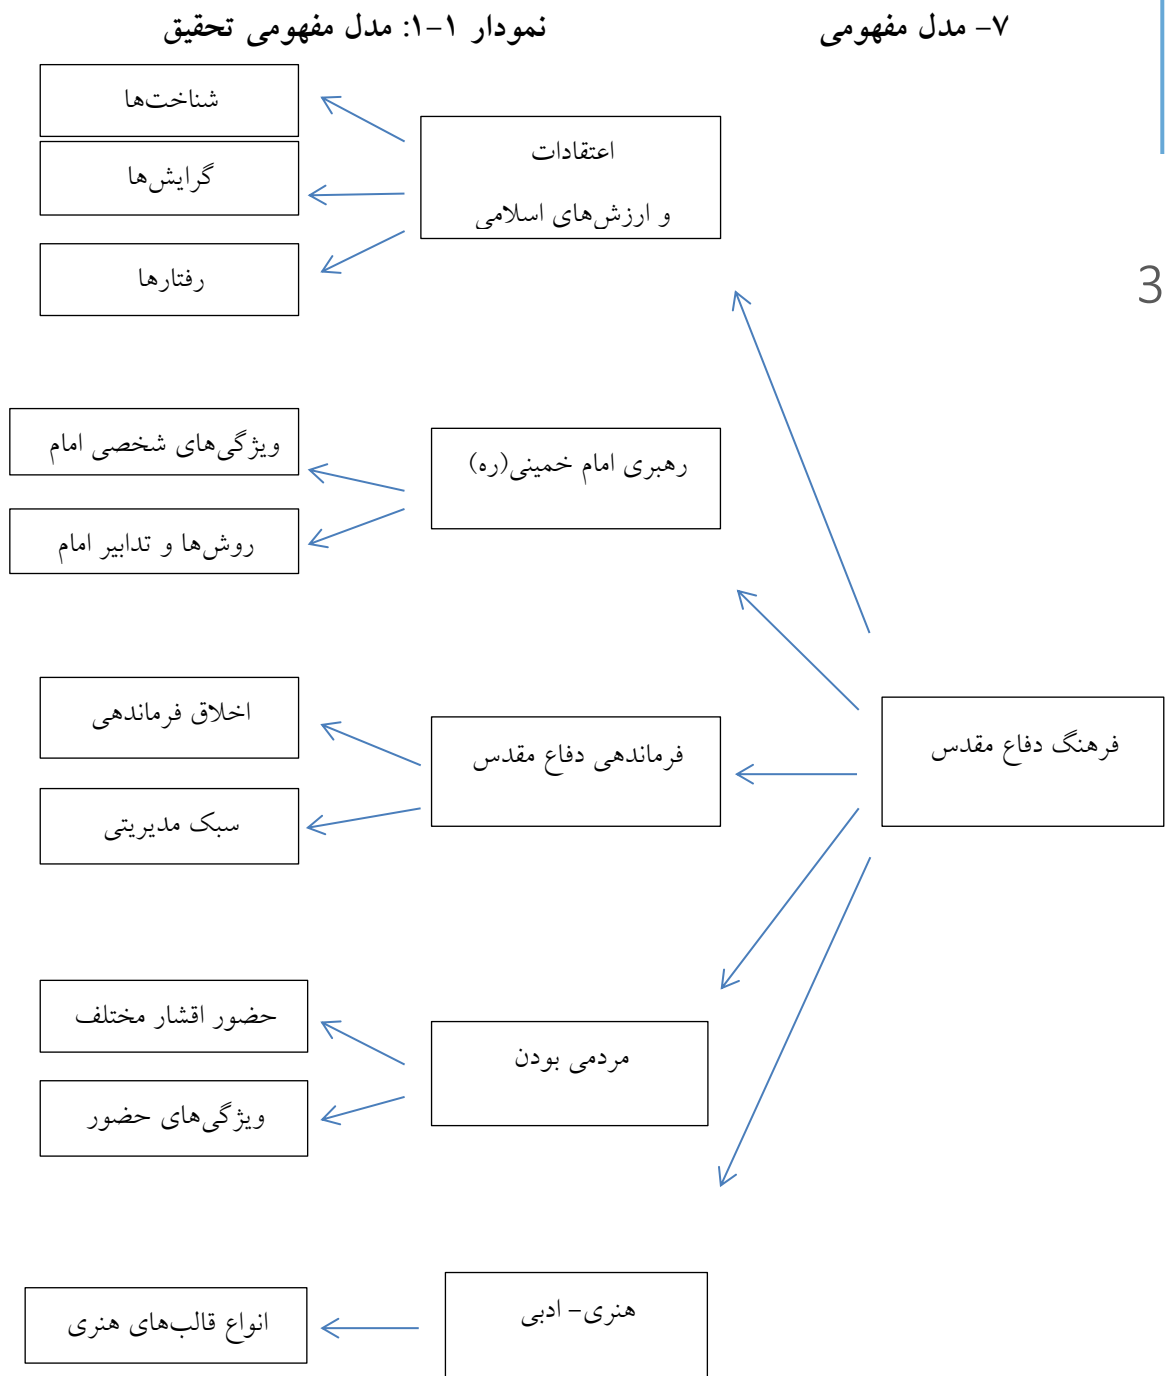 ۷- مدل مفهومی
نمودار ۱-۱: مدل مفهومی تحقیق
شناخت‌ها
اعتقادات
و ارزش‌های اسلامی
گرایش‌ها
رفتارها
3
ویژگی‌های شخصی امام
رهبری امام خمینی(ره)
روش‌ها و تدابیر امام
اخلاق فرماندهی
فرهنگ دفاع مقدس
فرماندهی دفاع مقدس
سبک مدیریتی
حضور اقشار مختلف
مردمی بودن
ویژگی‌های حضور
هنری- ادبی
انواع قالب‌های هنری